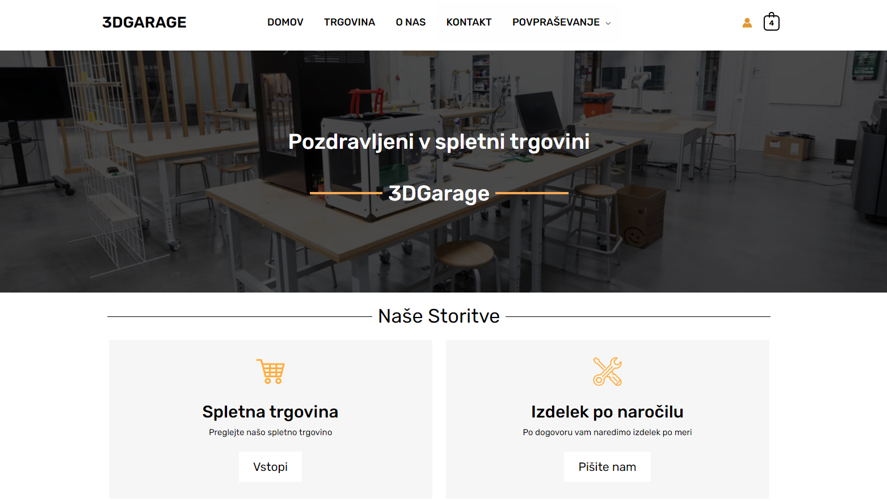 3DGARAGE
DOMOV TRGOVINA O NAS KONTAKT POVPRAŠEVANJE
4
Pozdravljeni v spletni trgovini
3DGarage
Naše Storitve
Spletna trgovina
Preglejte našo spletno trgovino
Vstopi
Izdelek po naročilu
Po dogovoru vam naredimo izdelek po meri
Pišite nam